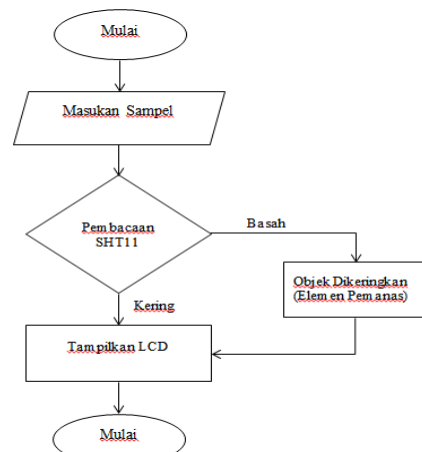 Mulai
Masukan Sampel
Pembacaan
SHT11
Basah
Objek Dikeringkan
(Elemen Pemanas)
Kering
Tampilkan LCD
Mulai